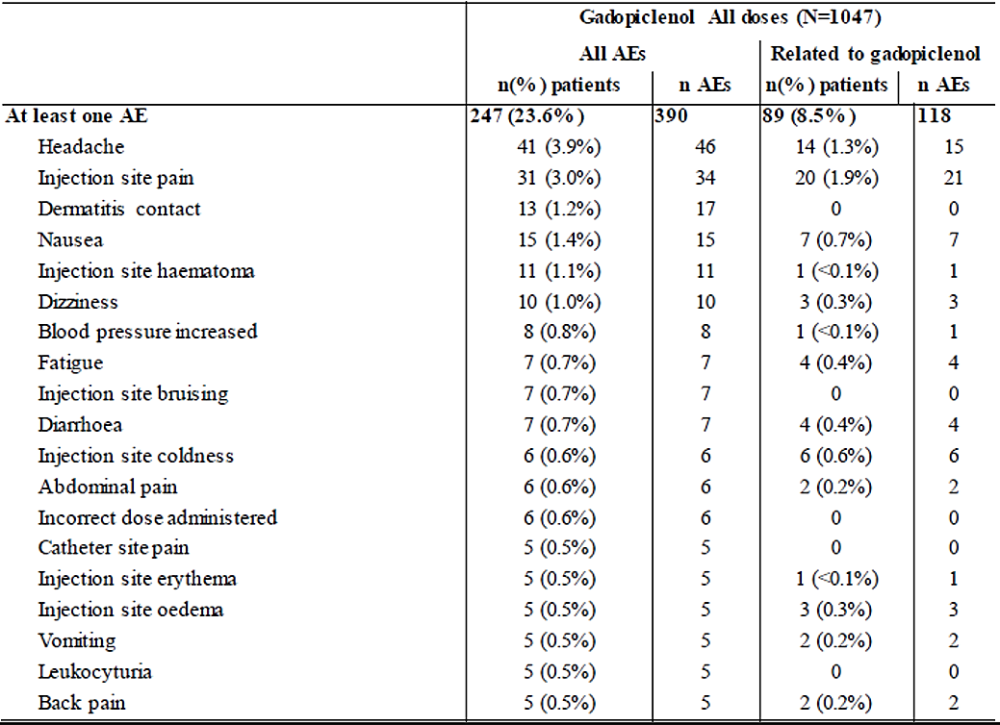 Gadopiclenol All doses (N=1047)
All AEs Related to gadopiclenol
n(%) patients n AEs n(%) patients n AEs
At least one AE 247 (23.6%) 390 89 (8.5%) 118
Headache 41 (3.9%) 46 14 (1.3%) 15
Injection site pain 31 (3.0%) 34 20 (1.9%) 21
Dermatitis contact 13 (1.2%) 17 0 0
Nausea 15 (1.4%) 15 7 (0.7%) 7
Injection site haematoma 11 (1.1%) 11 1 (<0.1%) 1
Dizziness 10 (1.0%) 10 3 (0.3%) 3
Blood pressure increased 8 (0.8%) 8 1 (<0.1%) 1
Fatigue 7 (0.7%) 7 4 (0.4%) 4
Injection site bruising 7 (0.7%) 7 0 0
Diarrhoea 7 (0.7%) 7 4 (0.4%) 4
Injection site coldness 6 (0.6%) 6 6 (0.6%) 6
Abdominal pain 6 (0.6%) 6 2 (0.2%) 2
Incorrect dose administered 6 (0.6%) 6 0 0
Catheter site pain 5 (0.5%) 5 0 0
Injection site erythema 5 (0.5%) 5 1 (<0.1%) 1
Injection site oedema 5 (0.5%) 5 3 (0.3%) 3
Vomiting 5 (0.5%) 5 2 (0.2%) 2
Leukocyturia 5 (0.5%) 5 0 0
Back pain 5 (0.5%) 5 2 (0.2%) 2